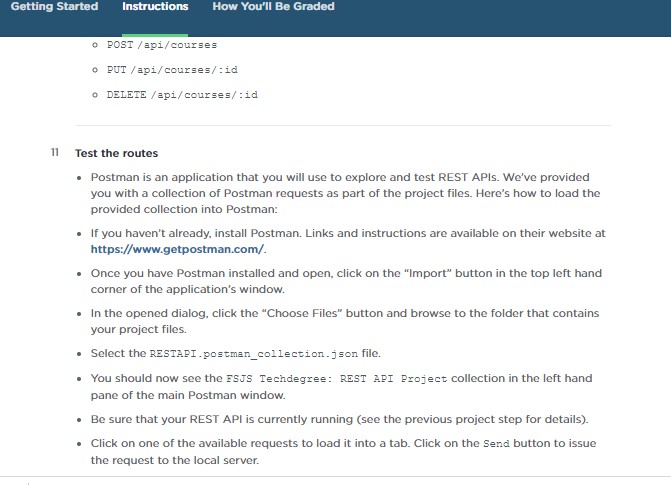 Getting Started Instructions How You'll Be Graded
POST /api/courses
PUT /api/courses/:id
DELETE /api/courses/:id
11 Test the routes
Postman is an application that you will use to explore and test REST APIs. We've provided
you with a collection of Postman requests as part of the project files. Here's how to load the
provided collection into Postman:
If you haven't already, install Postman. Links and instructions are available on their website at
https://www.getpostman.com/.
Once you have Postman installed and open, click on the "Import" button in the top left hand
corner of the application's window.
In the opened dialog, click the "Choose Files" button and browse to the folder that contains
your project files.
Select the RESTAPI.postman_collection.json file.
You should now see the FSJS Techdegree: REST API Project collection in the left hand
pane of the main Postman window.
Be sure that your REST API is currently running (see the previous project step for details).
Click on one of the available requests to load it into a tab. Click on the Send button to issue
the request to the local server.